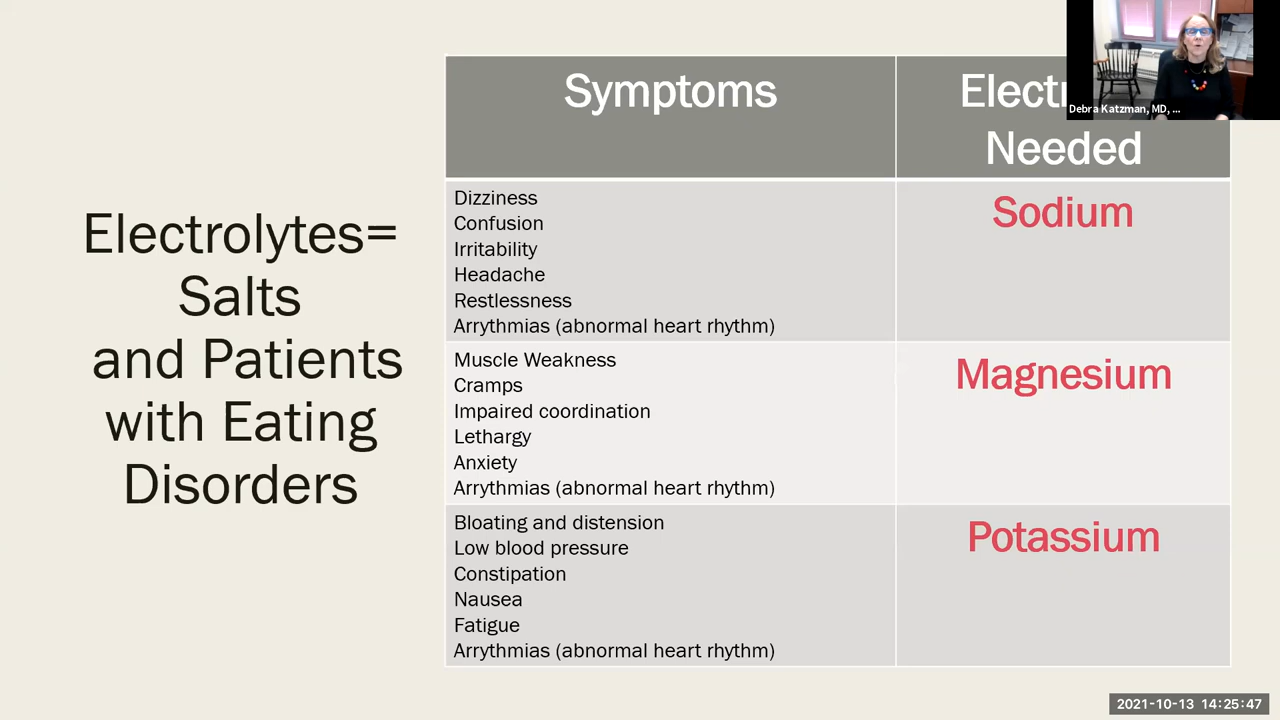 Electrolytes=
Salts
and Patients
with Eating
Disorders
Symptoms
Needed
Dizziness
Confusion
Irritability
Headache
Restlessness
Arrythmias (abnormal heart rhythm)
Sodium
Muscle Weakness
Cramps
Impaired coordination
Lethargy
Anxiety
Arrythmias (abnormal heart rhythm)
Magnesium
Bloating and distension
Low blood pressure
Constipation
Nausea
Fatigue
Arrythmias (abnormal heart rhythm)
Potassium
Debra Katzman, MD, ...
2021-10-13 14:25:47